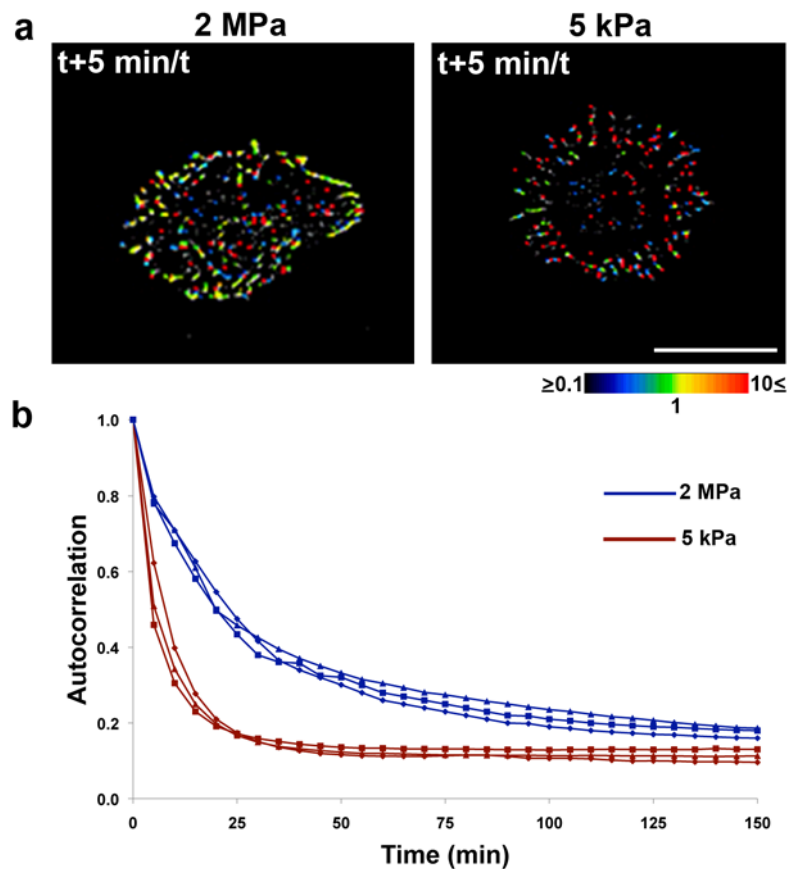 a
2 MPa
5 kPa
t+5 min/t
t+5 min/t
≥0.1
10≤
1
b
1.0
0.8
0.6
0.4
0.2
0.0
Autocorrelation
2 MPa
5 kPa
0
25
50
75
100
125
150
Time (min)